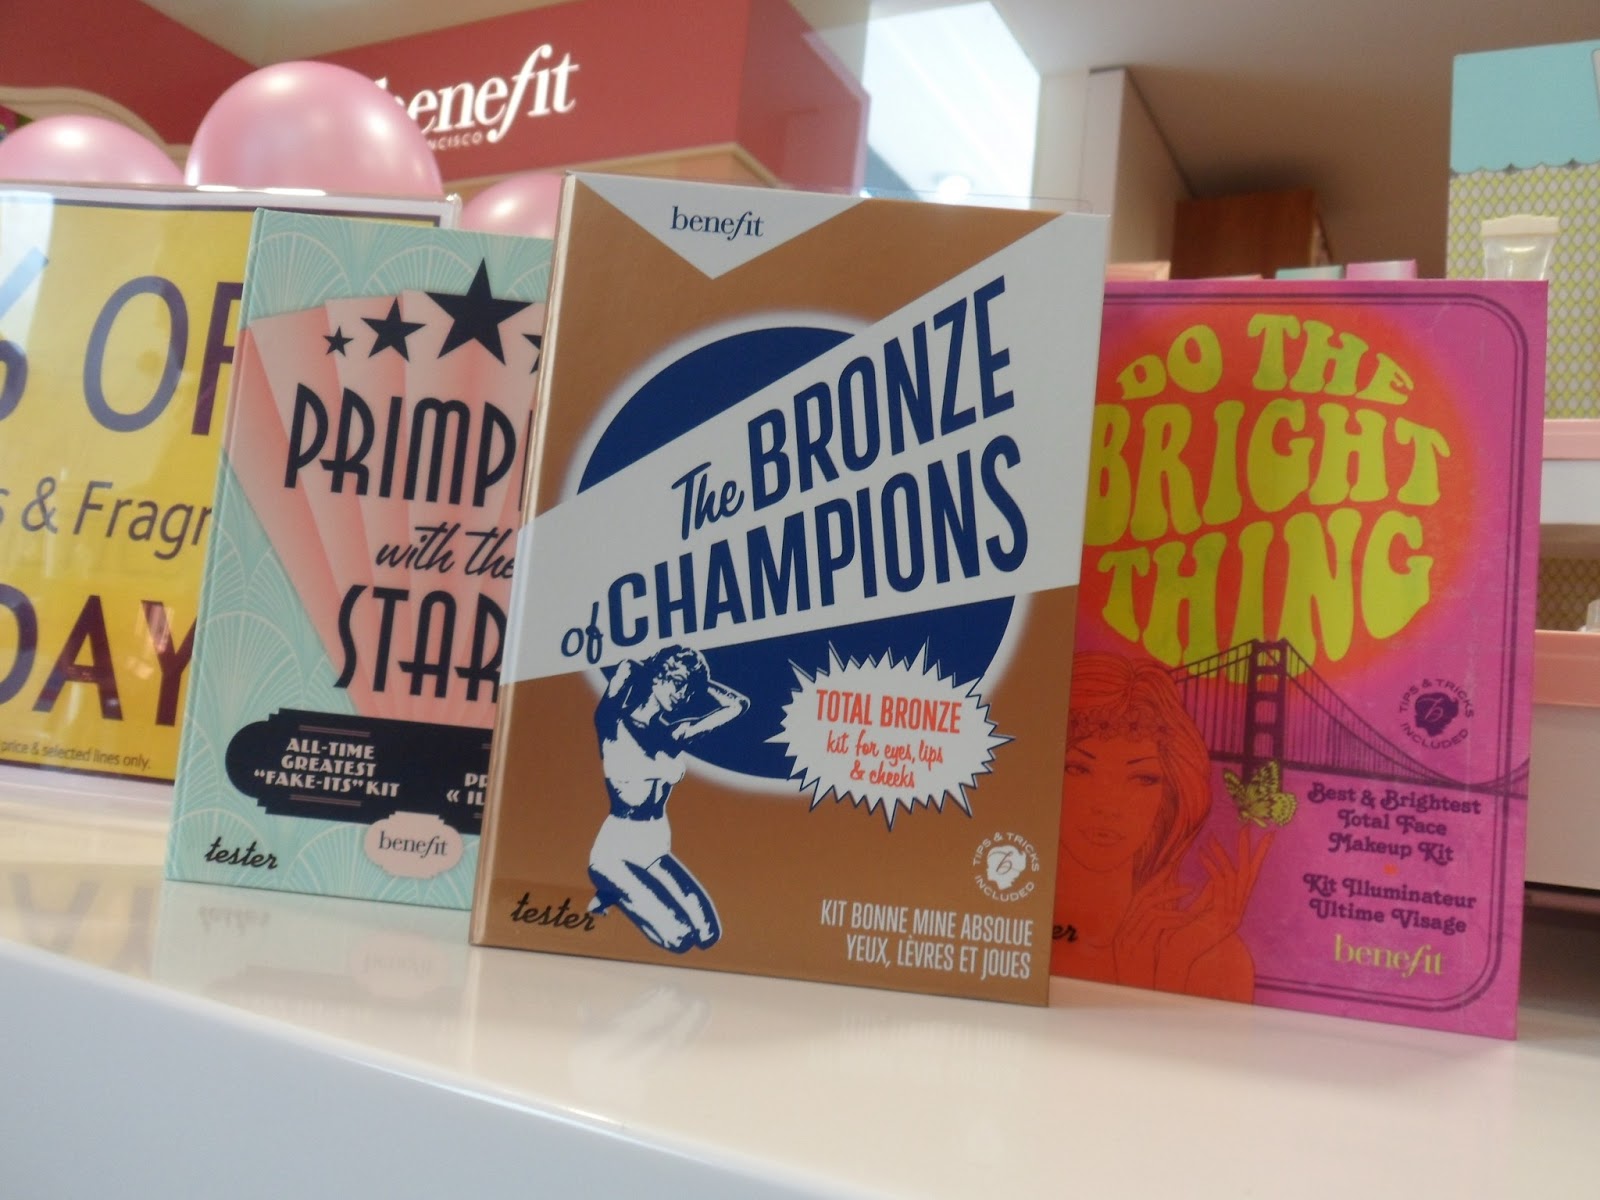 benefit
NCISCO
% OF
& Fragr
DAY
price & selected lines only.
PRIMP
with the
STAR
ALL-TIME
GREATEST
"FAKE-ITS" KIT
benefit
tester
benefit
The BRONZE
of CHAMPIONS
TOTAL BRONZE
kit for eyes, lips
& cheeks
TIPS & TRICKS
INCLUDED
tester
KIT BONNE MINE ABSOLUE
YEUX, LÈVRES ET JOUES
DO THE
BRIGHT
THING
TIPS & TRICKS
INCLUDED
Best & Brightest
Total Face
Makeup Kit
Kit Illuminateur
Ultime Visage
benefit